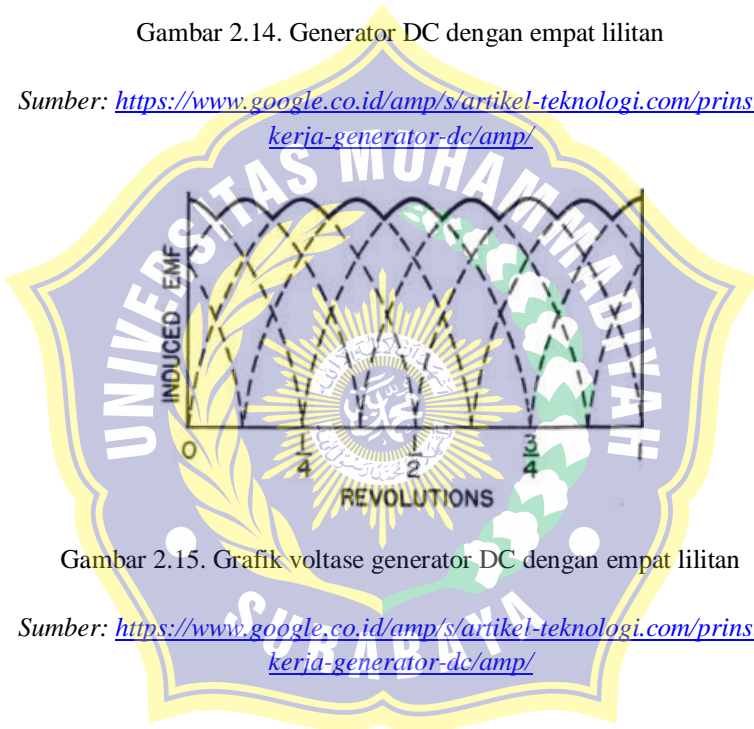 Gambar 2.14. Generator DC dengan empat lilitan
Sumber: https://www.google.co.id/amp/s/artikel-teknologi.com/prins
kerja-generator-dc/amp/
UNIVERSITAS MUHAMMADIYAH
INDUCED EMF
0 1/4 1/2 3/4 1
REVOLUTIONS
Gambar 2.15. Grafik voltase generator DC dengan empat lilitan
SURABAYA
Sumber: https://www.google.co.id/amp/s/artikel-teknologi.com/prins
kerja-generator-dc/amp/